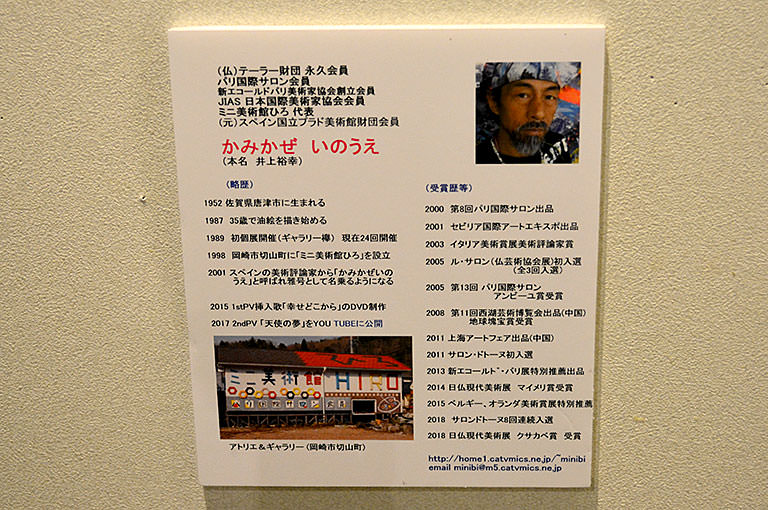 (仏)テーラー財団 永久会員
パリ国際サロン会員
新エコールドパリ美術家協会創立会員
JIAS 日本国際美術家協会会員
ミニ美術館ひろ 代表
(元)スペイン国立プラド美術館財団会員
かみかぜ いのうえ
(本名 井上裕幸)
(略歴)
1952 佐賀県唐津市に生まれる
1987 35歳で油絵を描き始める
1989 初個展開催(ギャラリー欅) 現在24回開催
1998 岡崎市切山町に「ミニ美術館ひろ」を設立
2001 スペインの美術評論家から「かみかぜいの
うえ」と呼ばれ雅号として名乗るようになる
2015 1stPV挿入歌「幸せどこから」のDVD制作
2017 2ndPV「天使の夢」をYOU TUBEに公開
ミニ美術館 HIRO
パリ国際サロン会員
アトリエ&ギャラリー(岡崎市切山町)
(受賞歴等)
2000 第8回パリ国際サロン出品
2001 セビリア国際アートエキスポ出品
2003 イタリア美術賞展美術評論家賞
2005 ル・サロン(仏芸術協会展)初入選
(全3回入選)
2005 第13回 パリ国際サロン
アンビーユ賞受賞
2008 第11回西湖芸術博覧会出品(中国)
地球塊宝賞受賞
2011 上海アートフェア出品(中国)
2011 サロン・ドトーヌ初入選
2013 新エコールド・パリ展特別推薦出品
2014 日仏現代美術展 マイメリ賞受賞
2015 ベルギー、オランダ美術賞展特別推薦
2018 サロンドトーヌ8回連続入選
2018 日仏現代美術展 クサカベ賞 受賞
http://home1.catvmics.ne.jp/~minibi
email minibi@m5.catvmics.ne.jp